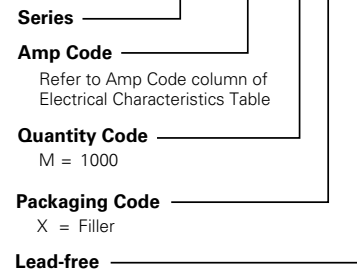 Series
Amp Code
Refer to Amp Code column of
Electrical Characteristics Table
Quantity Code
M = 1000
Packaging Code
X = Filler
Lead-free